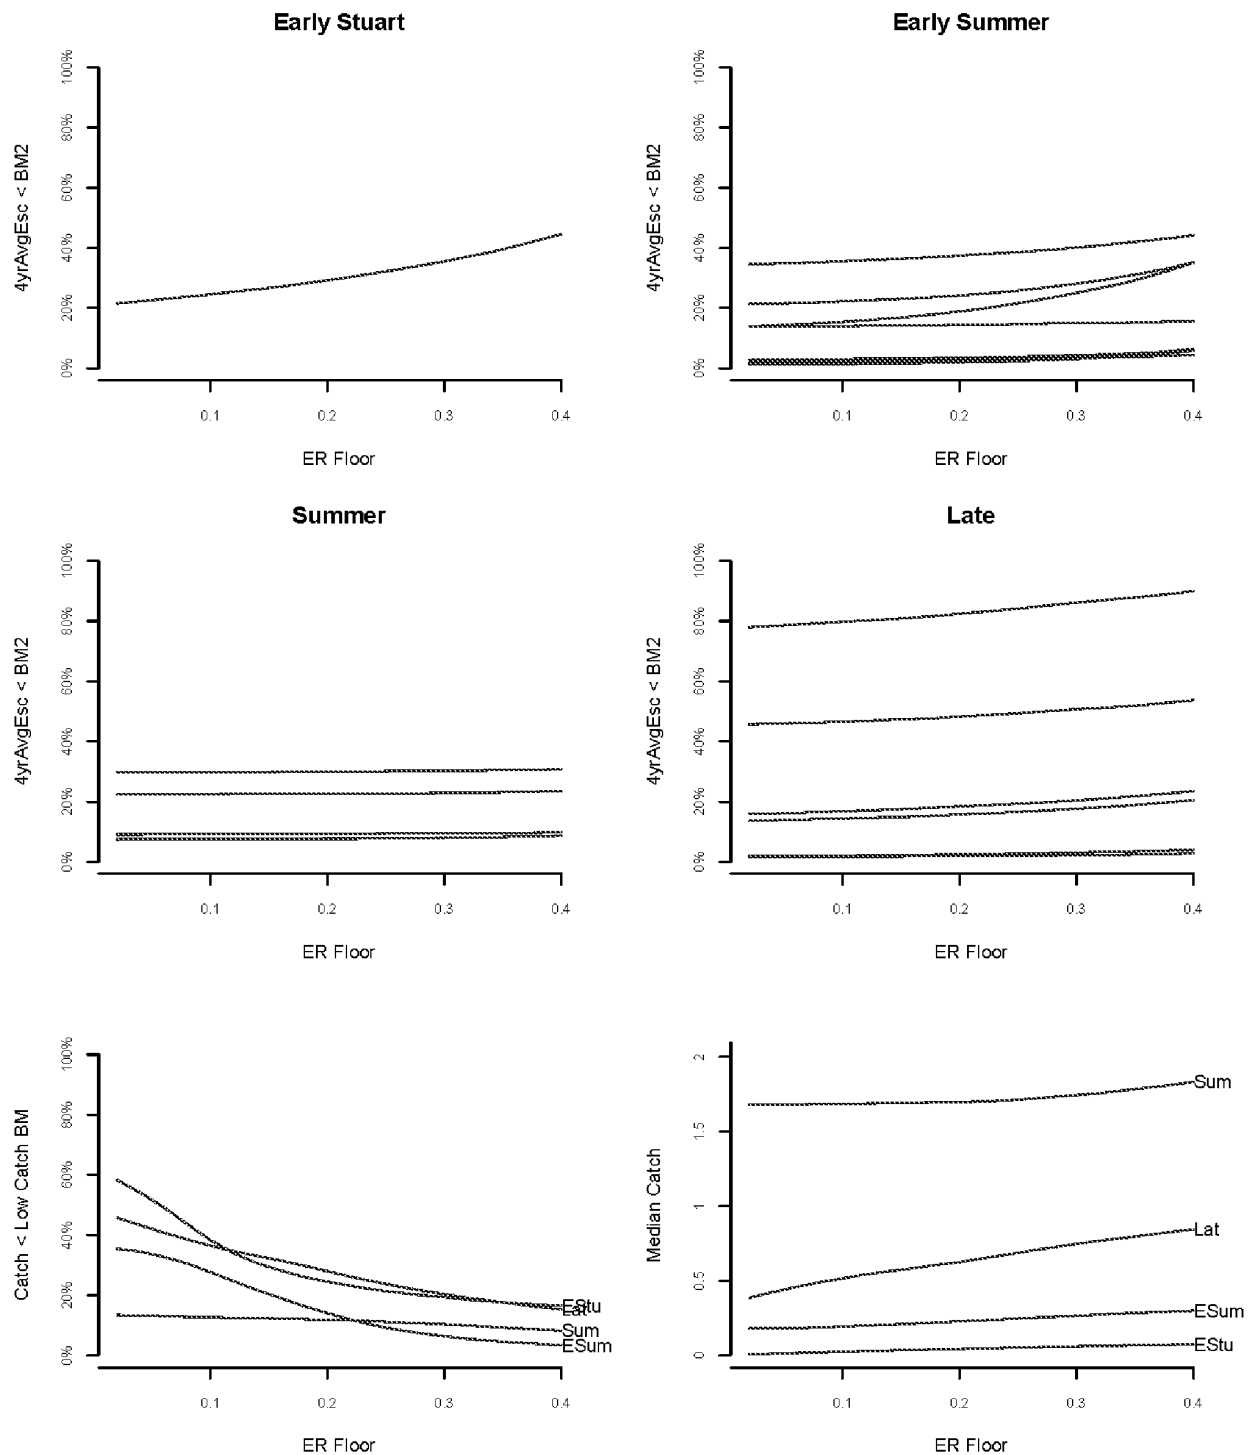 Early Stuart
4yrAvgEsc < BM2
100%
80%
60%
40%
20%
0%
0.1 0.2 0.3 0.4
ER Floor
Early Summer
4yrAvgEsc < BM2
100%
80%
60%
40%
20%
0%
0.1 0.2 0.3 0.4
ER Floor
Summer
4yrAvgEsc < BM2
100%
80%
60%
40%
20%
0%
0.1 0.2 0.3 0.4
ER Floor
Late
4yrAvgEsc < BM2
100%
80%
60%
40%
20%
0%
0.1 0.2 0.3 0.4
ER Floor
Catch < Low Catch BM
100%
80%
60%
40%
20%
0%
EStu
Lat
Sum
ESum
0.1 0.2 0.3 0.4
ER Floor
Median Catch
2
1.5
1
0.5
0
Sum
Lat
ESum
EStu
0.1 0.2 0.3 0.4
ER Floor